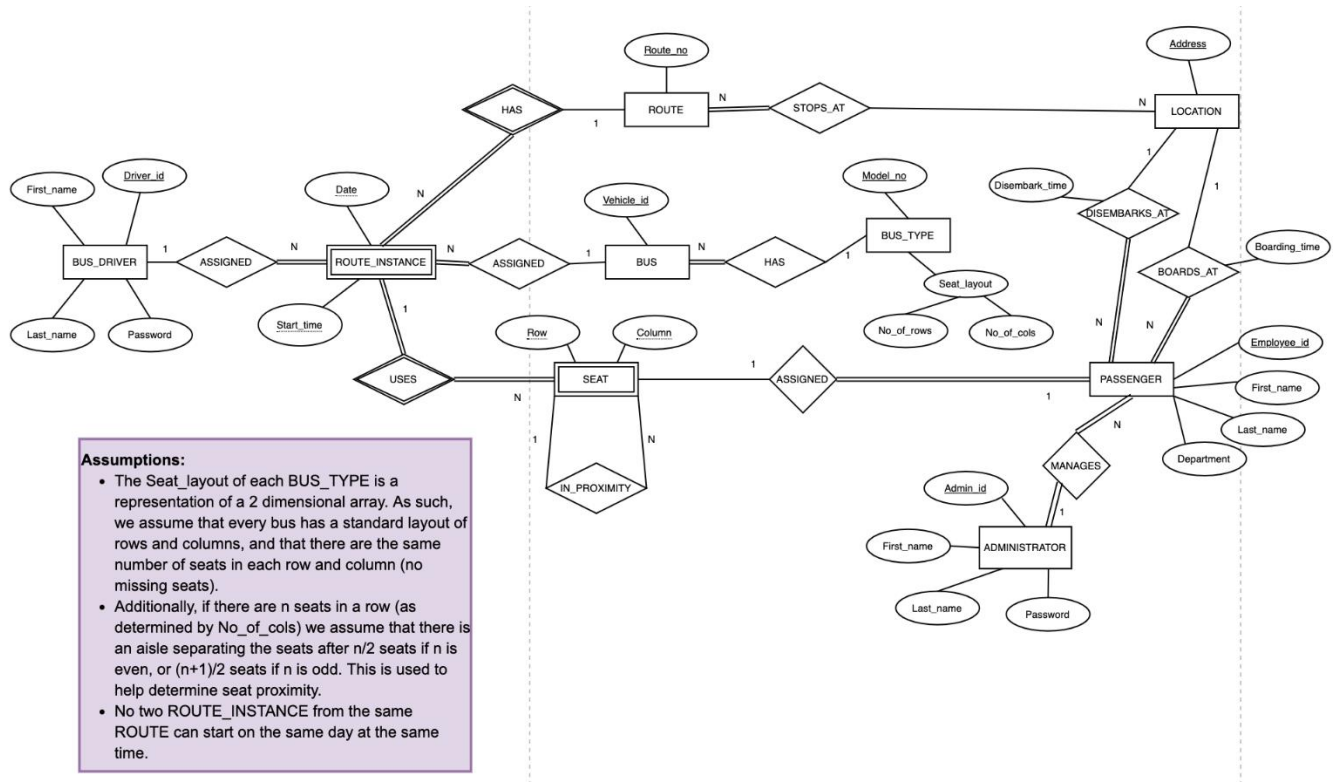 Address
Route_no
HAS
ROUTE
N
STOPS_AT
N
LOCATION
1
1
1
N
Driver_id
First_name
Date
Vehicle_id
Model_no
Disembark_time
DISEMBARKS_AT
BUS_TYPE
1
N
N
1
N
1
BUS_DRIVER
ASSIGNED
ROUTE_INSTANCE
ASSIGNED
BUS
HAS
Boarding_time
BOARDS_AT
Seat_layout
Last_name
Password
Start_time
1
Row
Column
No_of_rows
No_of_cols
N
N
Employee_id
USES
SEAT
1
ASSIGNED
PASSENGER
N
1
First_name
1
N
N
Last_name
Department
MANAGES
IN_PROXIMITY
Admin_id
1
First_name
ADMINISTRATOR
Last_name
Password
Assumptions:
• The Seat_layout of each BUS_TYPE is a
representation of a 2 dimensional array. As such,
we assume that every bus has a standard layout of
rows and columns, and that there are the same
number of seats in each row and column (no
missing seats).
• Additionally, if there are n seats in a row (as
determined by No_of_cols) we assume that there is
an aisle separating the seats after n/2 seats if n is
even, or (n+1)/2 seats if n is odd. This is used to
help determine seat proximity.
• No two ROUTE_INSTANCE from the same
ROUTE can start on the same day at the same
time.